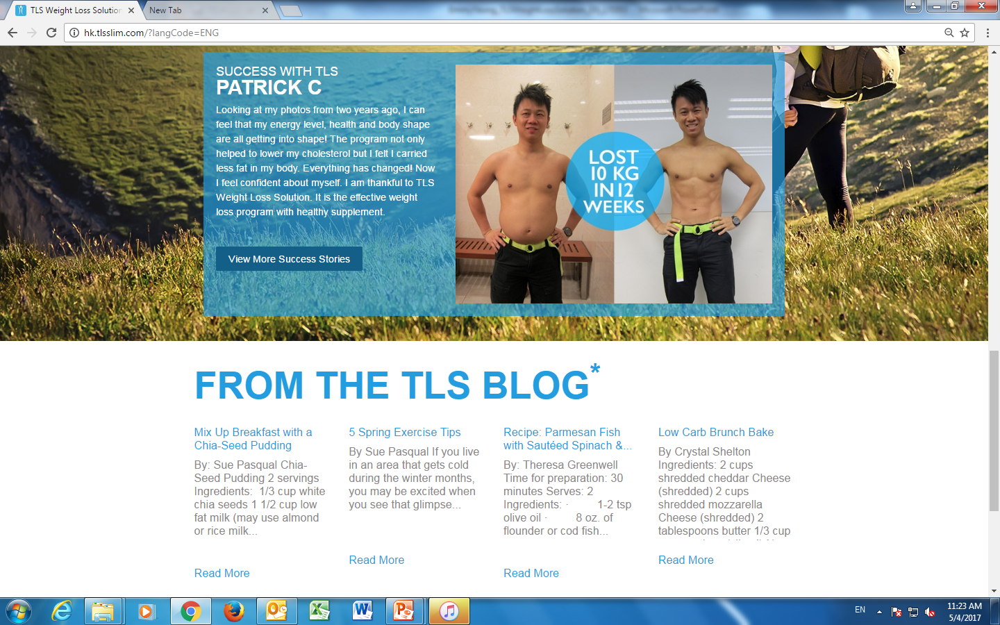 TLS Weight Loss Solution
New Tab
hk.tlsslim.com/?langCode=ENG
SUCCESS WITH TLS
PATRICK C
Looking at my photos from two years ago, I can
feel that my energy level, health and body shape
are all getting into shape! The program not only
helped to lower my cholesterol but I felt I carried
less fat in my body. Everything has changed! Now
I feel confident about myself. I am thankful to TLS
Weight Loss Solution. It is the effective weight
loss program with healthy supplement.
View More Success Stories
LOST
10 KG
IN 12
WEEKS
FROM THE TLS BLOG*
Mix Up Breakfast with a
Chia-Seed Pudding
By: Sue Pasqual Chia-
Seed Pudding 2 servings
Ingredients: 1/3 cup white
chia seeds 1 1/2 cup low
fat milk (may use almond
or rice milk...
Read More
5 Spring Exercise Tips
By Sue Pasqual If you live
in an area that gets cold
during the winter months,
you may be excited when
you see that glimpse...
Read More
Recipe: Parmesan Fish
with Sautéed Spinach &...
By: Theresa Greenwell
Time for preparation: 30
minutes Serves: 2
Ingredients: · 1-2 tsp
olive oil · 8 oz. of
flounder or cod fish...
Read More
Low Carb Brunch Bake
By Crystal Shelton
Ingredients: 2 cups
shredded cheddar Cheese
(shredded) 2 cups
shredded mozzarella
Cheese (shredded) 2
tablespoons butter 1/3 cup
Read More
EN
11:23 AM
5/4/2017